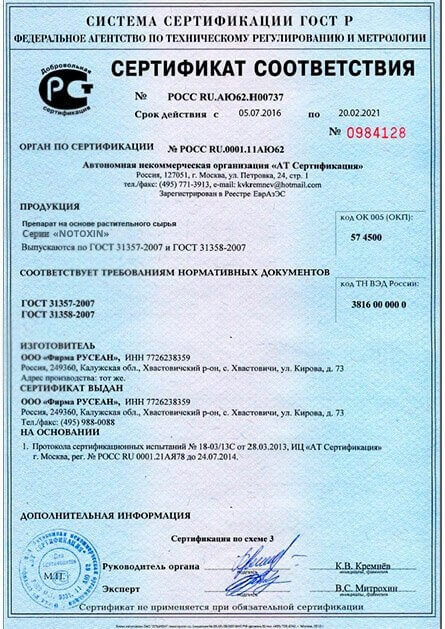 СИСТЕМА СЕРТИФИКАЦИИ ГОСТ Р
ФЕДЕРАЛЬНОЕ АГЕНТСТВО ПО ТЕХНИЧЕСКОМУ РЕГУЛИРОВАНИЮ И МЕТРОЛОГИИ
Добровольная
сертификация
СЕРТИФИКАТ СООТВЕТСТВИЯ
№ РОСС RU.АЮ62.Н00737
Срок действия с 5.07.2016 по 20.02.2021
№ 0984128
ОРГАН ПО СЕРТИФИКАЦИИ № РОСС RU.0001.11АЮ62
Автономная некоммерческая организация «АТ Сертификация»
Россия, 127051, г. Москва, ул. Петровка, 24, стр. 1
тел./факс: (495) 771-3913, e-mail: kvkremnev@hotmail.com
Зарегистрирован в Реестре ЕврАзЭС
ПРОДУКЦИЯ
Препарат на основе растительного сырья
Серии «NOTOXIN»
Выпускаются по ГОСТ 31357-2007 и ГОСТ 31358-2007
код ОК 005 (ОКП):
57 4500
СООТВЕТСТВУЕТ ТРЕБОВАНИЯМ НОРМАТИВНЫХ ДОКУМЕНТОВ
ГОСТ 31357-2007
ГОСТ 31358-2007
код ТН ВЭД России:
3816 00 000 0
ИЗГОТОВИТЕЛЬ
ООО «Фирма РУСЕАН», ИНН 7726238359
Россия, 249360, Калужская обл., Хвастовичский р-он, с. Хвастовичи, ул. Кирова, д. 73
Адрес производства: тот же.
СЕРТИФИКАТ ВЫДАН
ООО «Фирма РУСЕАН», ИНН 7726238359
Россия, 249360, Калужская обл., Хвастовичский р-он, с. Хвастовичи, ул. Кирова, д. 73
Тел./факс: (495) 988-0088
НА ОСНОВАНИИ
1. Протокола сертификационных испытаний № 18-03/13С от 28.03.2013, ИЦ «АТ Сертификация»
г. Москва, рег. № РОСС RU 0001.21АЯ78 до 24.07.2014.
ДОПОЛНИТЕЛЬНАЯ ИНФОРМАЦИЯ
Сертификация по схеме 3
Руководитель органа
подпись
К.В. Кремнёв
инициалы, фамилия
М.П.
Эксперт
подпись
В.С. Митрохин
инициалы, фамилия
Сертификат не применяется при обязательной сертификации